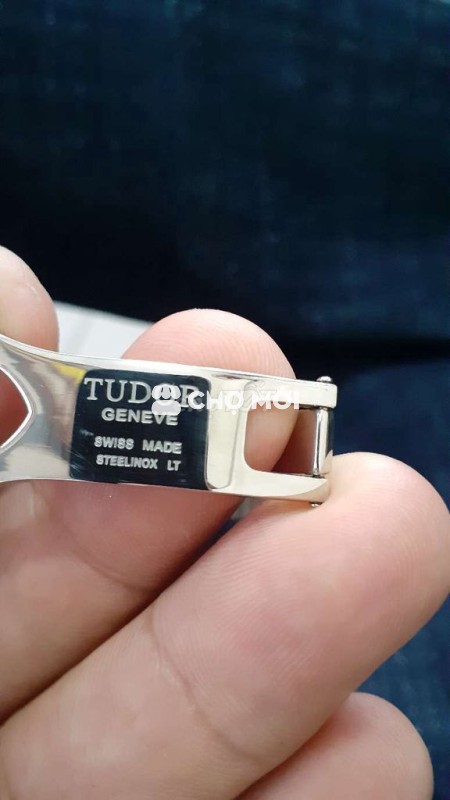 TUDOR
CHỢ MỚI
GENEVE
SWISS MADE
STEELINOX LT